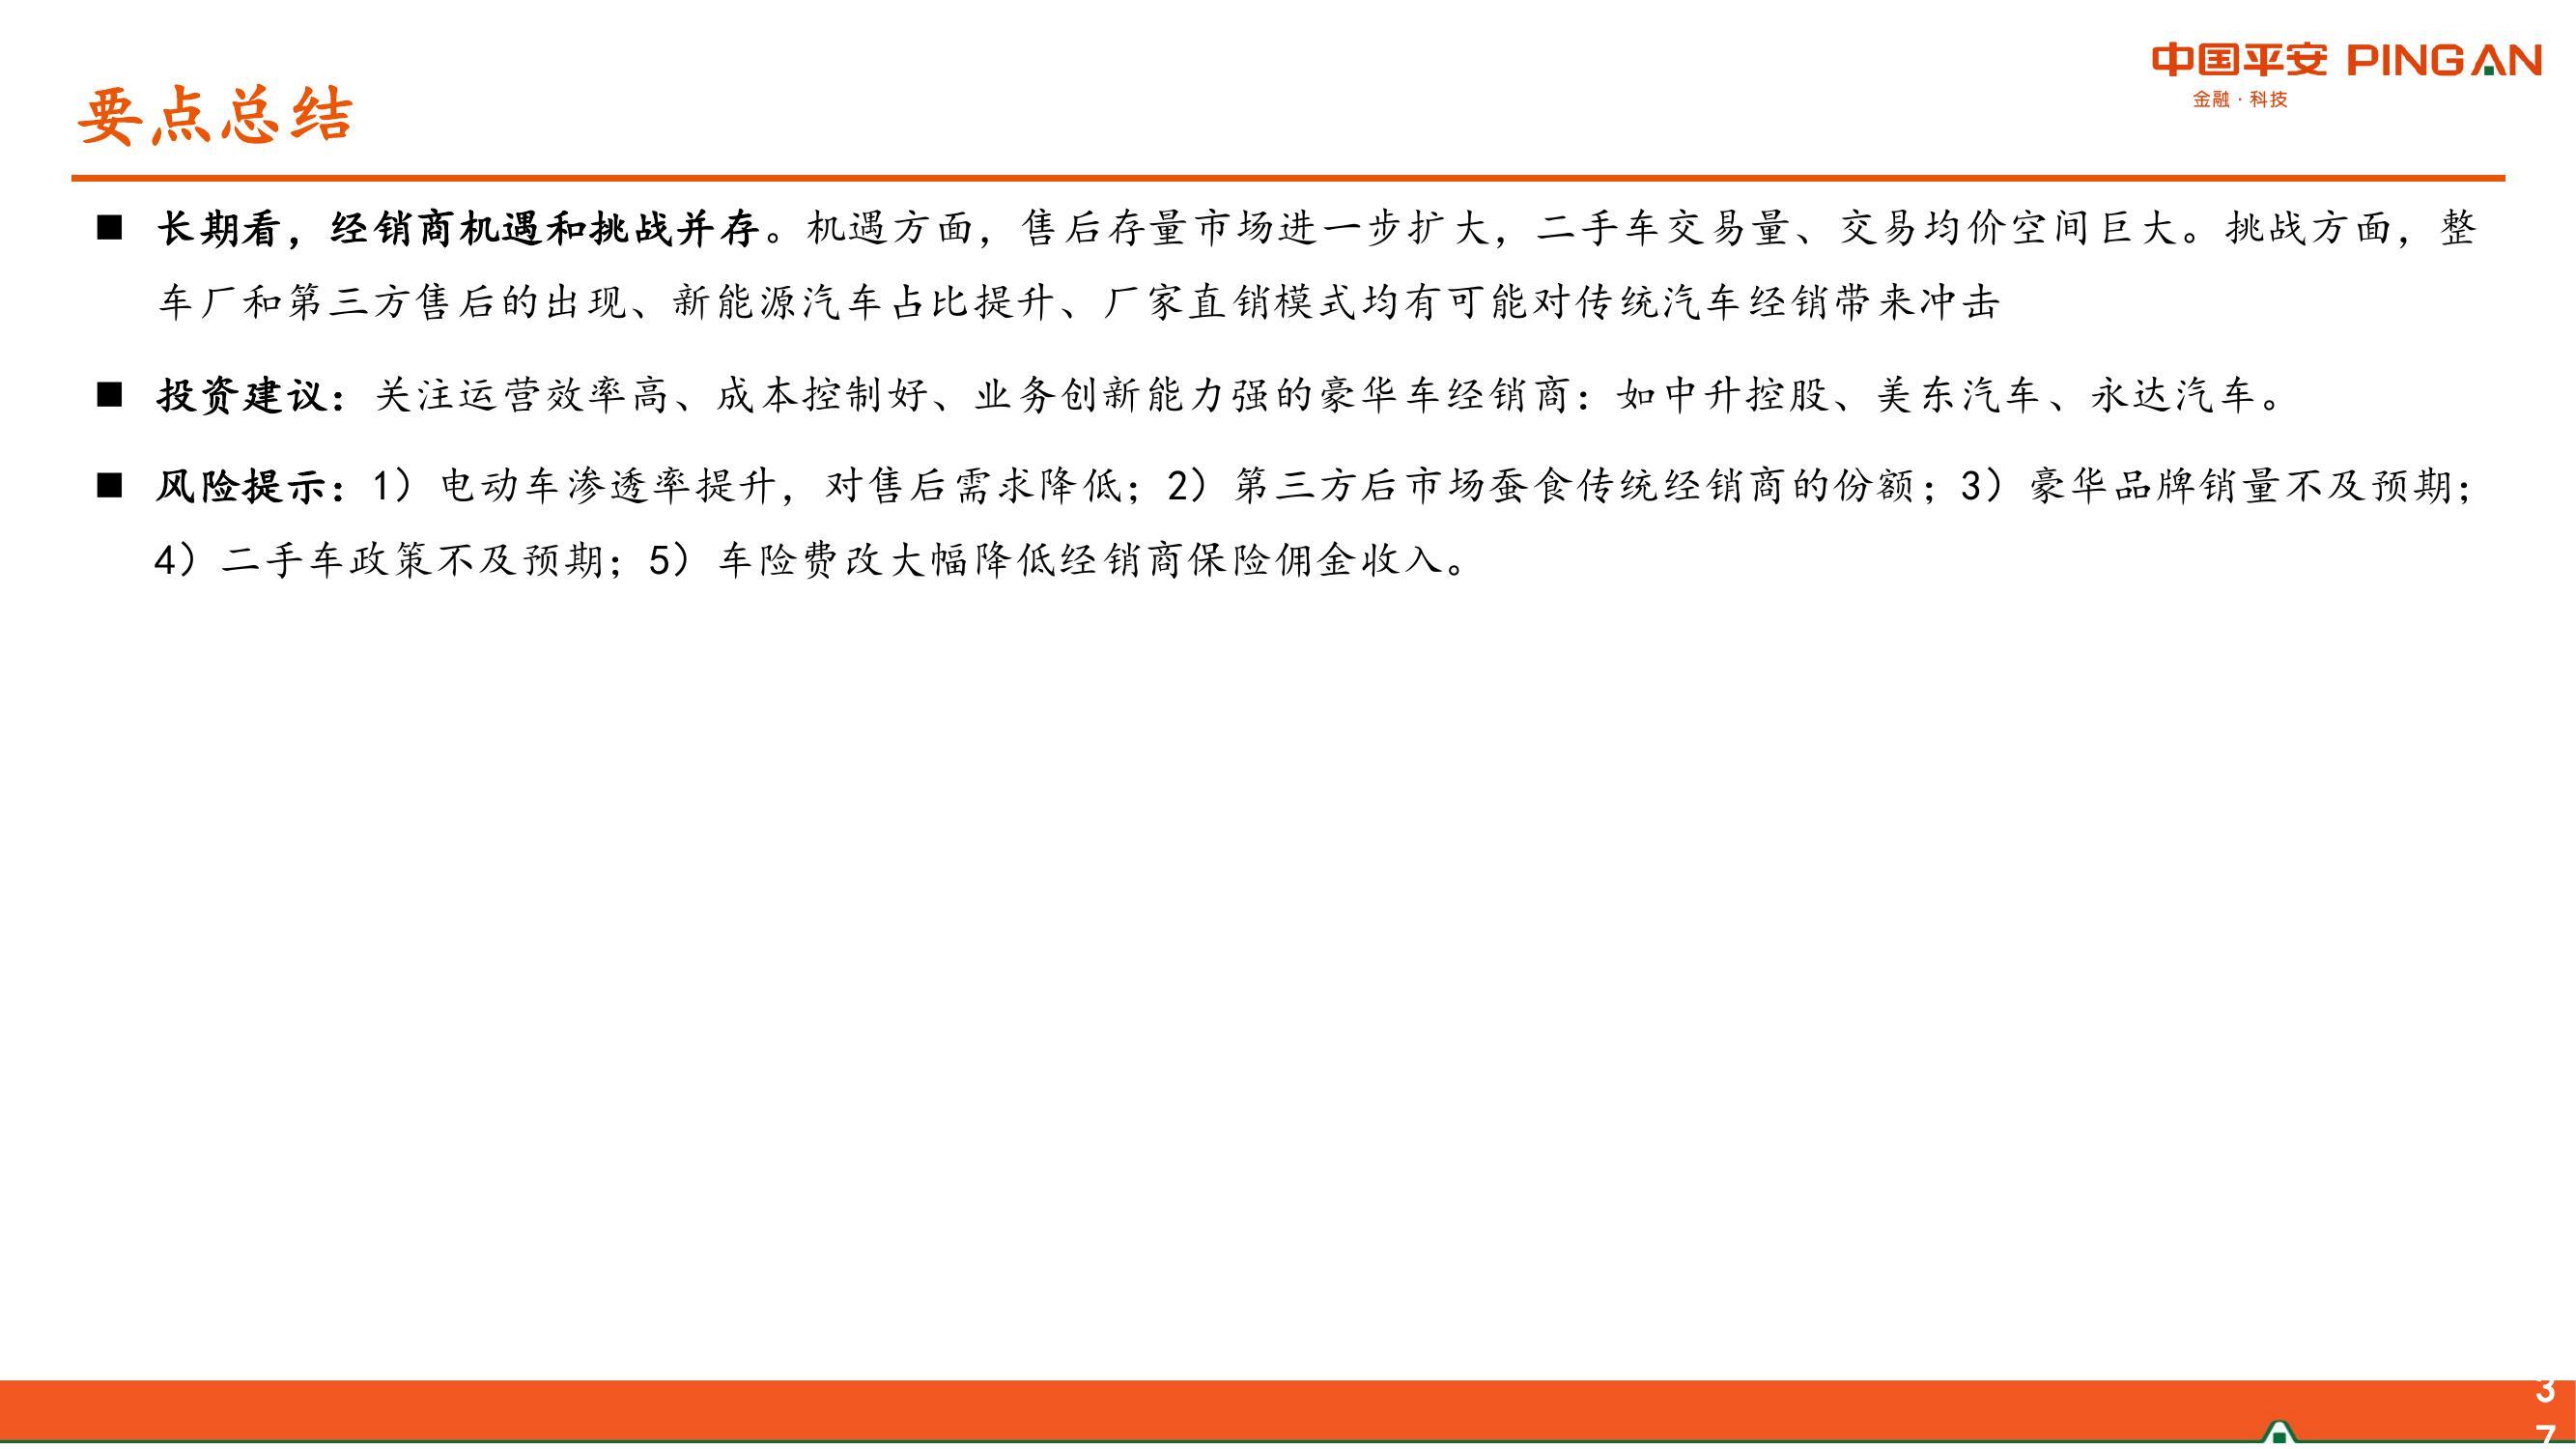 中国平安 PINGAN
金融·科技
要点总结
■ 长期看，经销商机遇和挑战并存。机遇方面，售后存量市场进一步扩大，二手车交易量、交易均价空间巨大。挑战方面，整
车厂和第三方售后的出现、新能源汽车占比提升、厂家直销模式均有可能对传统汽车经销带来冲击
■ 投资建议：关注运营效率高、成本控制好、业务创新能力强的豪华车经销商：如中升控股、美东汽车、永达汽车。
■ 风险提示：1）电动车渗透率提升，对售后需求降低；2）第三方后市场蚕食传统经销商的份额；3）豪华品牌销量不及预期；
4）二手车政策不及预期；5）车险费改大幅降低经销商保险佣金收入。
3
7